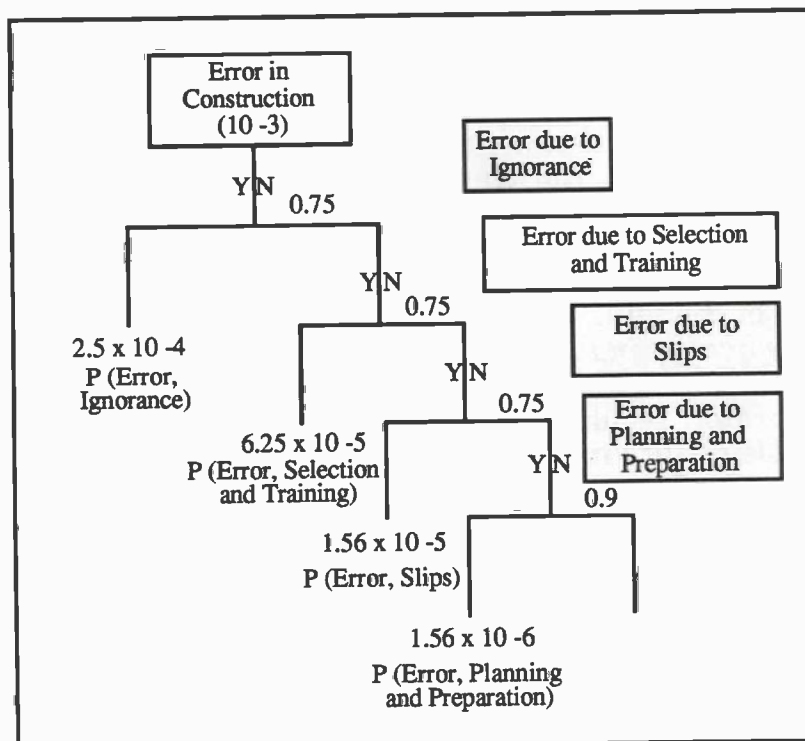 Error in
Construction
(10 -3)
Error due to
Ignorance
Y N
0.75
Error due to Selection
and Training
Y N
0.75
Error due to
Slips
2.5 x 10 -4
P (Error,
Ignorance)
Y N
0.75
Error due to
Planning and
Preparation
6.25 x 10 -5
P (Error, Selection
and Training)
Y N
0.9
1.56 x 10 -5
P (Error, Slips)
1.56 x 10 -6
P (Error, Planning
and Preparation)